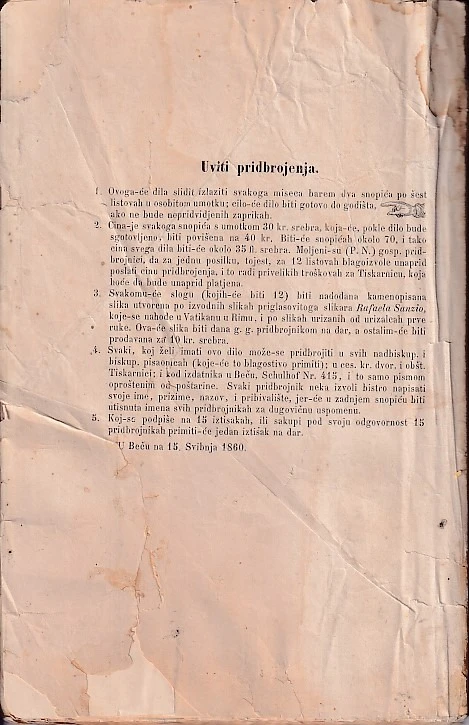 Uviti pridbrojenja.
1. Ovoga-će dila slidit izlaziti svakoga miseca barem dva snopića po šest
listovah u osobitom umotku; cilo-će dilo biti gotovo do godišta,
ako ne bude nepridvidjenih zaprikah.
2. Cina-je svakoga snopića s umotkom 30 kr. srebra, koja-će, pokle dilo bude
sgotovljeno, biti povišena na 40 kr. Biti-će snopićah okolo 70, i tako
cina svega dila biti-će okolo 35 fl. srebra. Moljeni-su (P. N.) gosp. prid-
brojnici, da za jednu posilku, tojest, za 12 listovah blagoizvole unaprid
poslati cinu pridbrojenja, i to radi privelikih troškovah za Tiskarnicu, koja
hoće da bude unaprid platjena.
3. Svakomu-će slogu (kojih-će biti 12) biti nadodana kamenopisana
slika utvorena po izvodnih slikah priglasovitoga slikara Rafaela Sanzia,
koje-se nahode u Vatikanu u Rimu, i po slikah urizanih od urizalcah prve
ruke. Ova-će slika biti dana g. g. pridbrojnikom na dar, a ostalim-će biti
prodavana za 10 kr. srebra.
4. Svaki, koj želi imati ovo dilo može-se pridbrojiti u svih nadbiskup. i
biskup. pisaonicah (koje-će to blagostivo primiti); u ces. kr. dvor. i obšt.
Tiskarnici; i kod izdatnika u Beču, Schulhof Nr. 415, i to samo pismom
oproštenim od poštarine. Svaki pridbrojnik neka izvoli bistro napisati
svoje ime, prizime, nazov, i pribivalište, jer-će u zadnjem snopiću biti
utisnuta imena svih pridbrojnikah za dugovičnu uspomenu.
5. Koj-se podpiše na 15 iztisakah, ili sakupi pod svoju odgovornost 15
pridbrojnikah primiti-će jedan iztišak na dar.
U Beču na 15. Svibnja 1860.